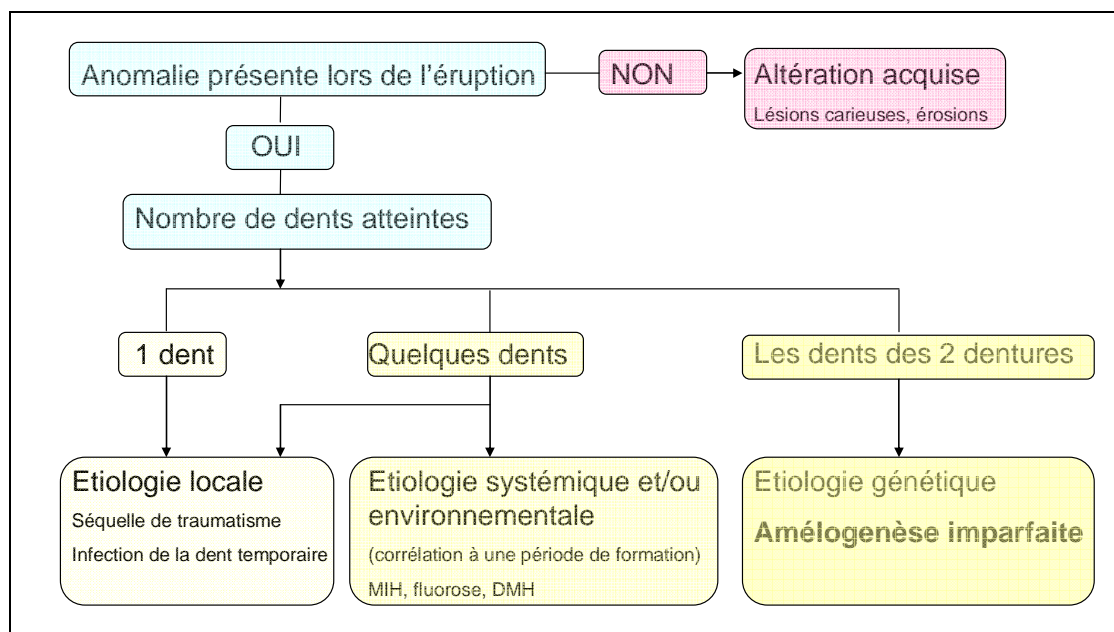 Anomalie présente lors de l'éruption
NON
Altération acquise
Lésions carieuses, érosions
OUI
Nombre de dents atteintes
1 dent
Quelques dents
Les dents des 2 dentures
Etiologie locale
Séquelle de traumatisme
Infection de la dent temporaire
Etiologie systémique et/ou
environnementale
(corrélation à une période de formation)
MIH, fluorose, DMH
Etiologie génétique
Amélogenèse imparfaite